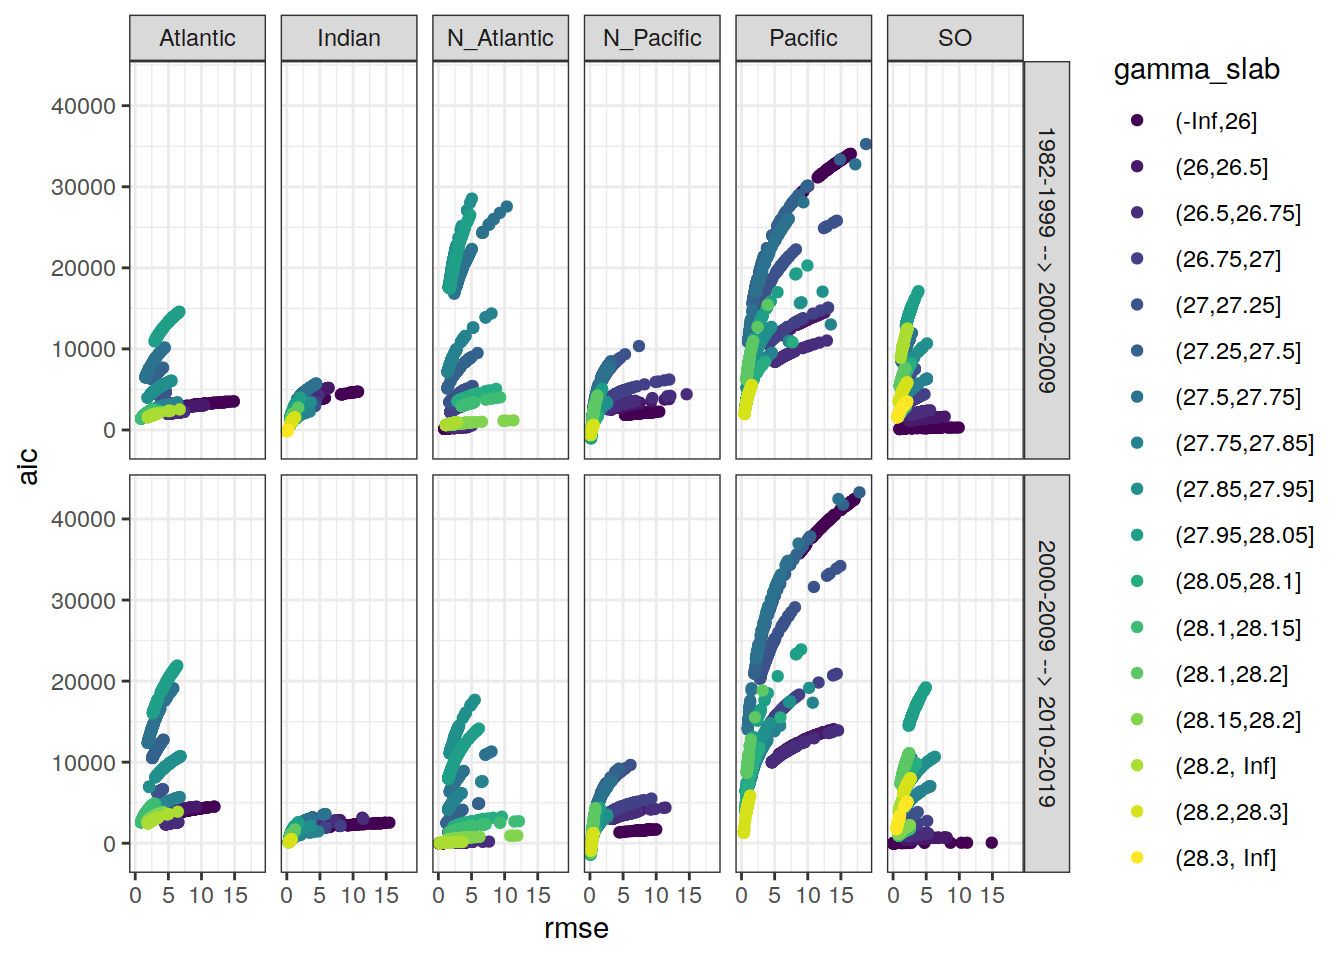 Atlantic Indian N_Atlantic N_Pacific Pacific SO
gamma_slab
40000
30000
20000
10000
0
1982-1999 --> 2000-2009
40000
30000
20000
10000
0
2000-2009 --> 2010-2019
0 5 10 15 0 5 10 15 0 5 10 15 0 5 10 15 0 5 10 15 0 5 10 15
rmse
aic
(-Inf,26]
(26,26.5]
(26.5,26.75]
(26.75,27]
(27,27.25]
(27.25,27.5]
(27.5,27.75]
(27.75,27.85]
(27.85,27.95]
(27.95,28.05]
(28.05,28.1]
(28.1,28.15]
(28.1,28.2]
(28.15,28.2]
(28.2, Inf]
(28.2,28.3]
(28.3, Inf]